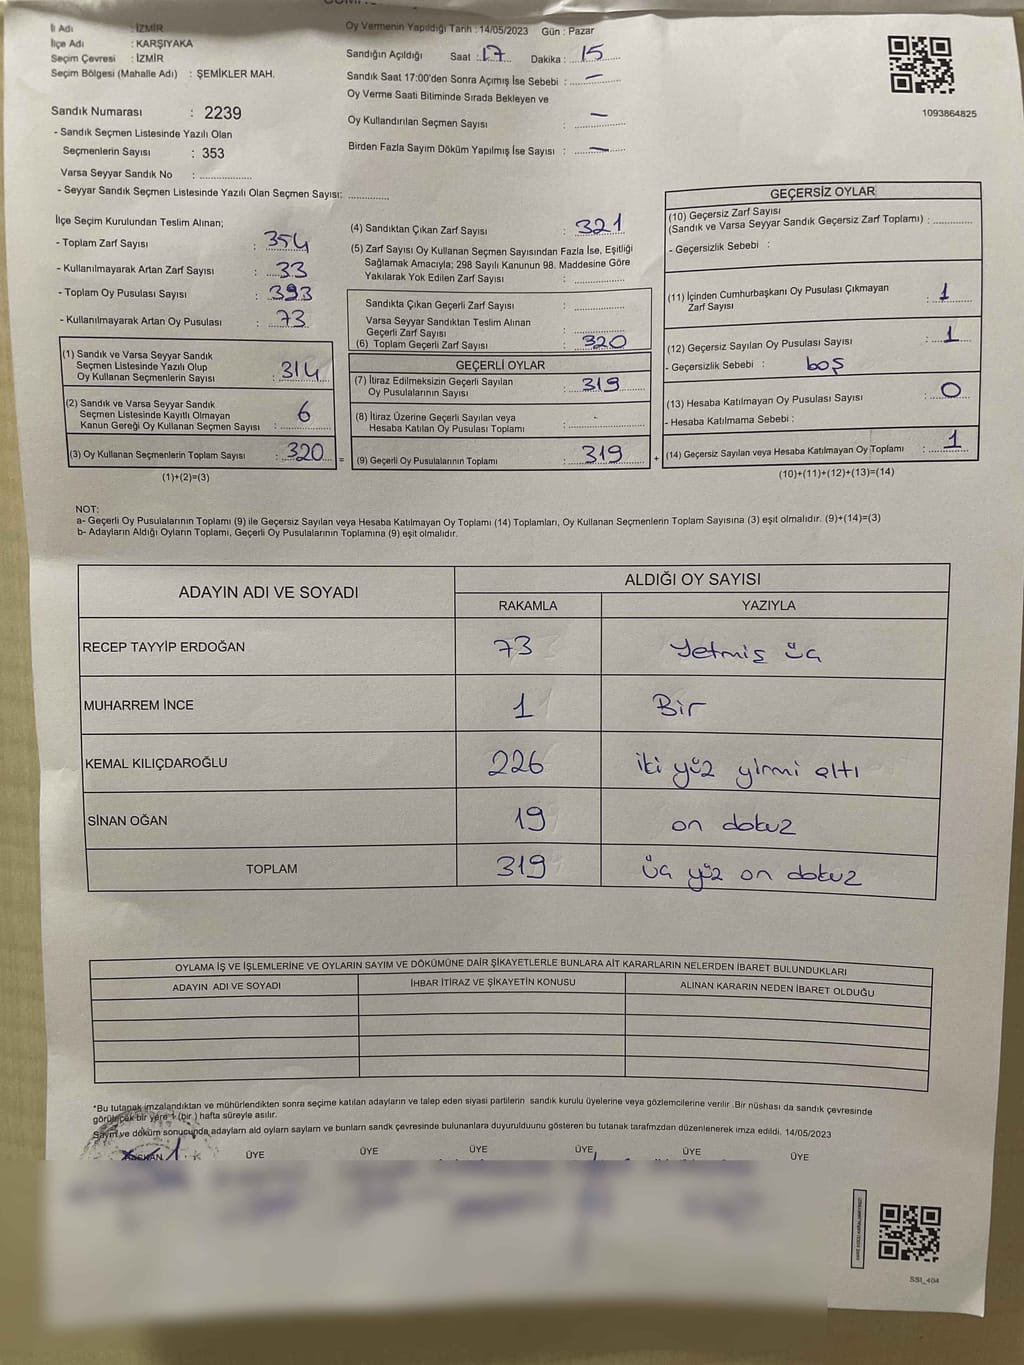 İl Adı : İZMİR
İlçe Adı : KARŞIYAKA
Seçim Çevresi : İZMİR
Seçim Bölgesi (Mahalle Adı) : ŞEMİKLER MAH.
Sandık Numarası : 2239
- Sandık Seçmen Listesinde Yazılı Olan
Seçmenlerin Sayısı : 353
Varsa Seyyar Sandık No : ................
- Seyyar Sandık Seçmen Listesinde Yazılı Olan Seçmen Sayısı: .............
Oy Vermenin Yapıldığı Tarih : 14/05/2023 Gün : Pazar
Sandığın Açıldığı Saat : 17 Dakika : 15
Sandık Saat 17:00'den Sonra Açımış İse Sebebi : —
Oy Verme Saati Bitiminde Sırada Bekleyen ve
Oy Kullandırılan Seçmen Sayısı : —
Birden Fazla Sayım Döküm Yapılmış İse Sayısı : —
1093864825
İlçe Seçim Kurulundan Teslim Alınan;
- Toplam Zarf Sayısı : 354
- Kullanılmayarak Artan Zarf Sayısı : 33
- Toplam Oy Pusulası Sayısı : 393
- Kullanılmayarak Artan Oy Pusulası : 73
(1) Sandık ve Varsa Seyyar Sandık
Seçmen Listesinde Yazılı Olup
Oy Kullanan Seçmenlerin Sayısı : 314
(2) Sandık ve Varsa Seyyar Sandık
Seçmen Listesinde Kayıtlı Olmayan
Kanun Gereği Oy Kullanan Seçmen Sayısı : 6
(3) Oy Kullanan Seçmenlerin Toplam Sayısı : 320 =
(1)+(2)=(3)
(4) Sandıktan Çıkan Zarf Sayısı : 321
(5) Zarf Sayısı Oy Kullanan Seçmen Sayısından Fazla İse, Eşitliği
Sağlamak Amacıyla; 298 Sayılı Kanunun 98. Maddesine Göre
Yakılarak Yok Edilen Zarf Sayısı : ................
Sandıkta Çıkan Geçerli Zarf Sayısı : ................
Varsa Seyyar Sandıktan Teslim Alınan
Geçerli Zarf Sayısı : ................
(6) Toplam Geçerli Zarf Sayısı : 320
GEÇERLİ OYLAR
(7) İtiraz Edilmeksizin Geçerli Sayılan
Oy Pusulalarının Sayısı : 319
(8) İtiraz Üzerine Geçerli Sayılan veya
Hesaba Katılan Oy Pusulası Toplamı : -
(9) Geçerli Oy Pusulalarının Toplamı : 319 +
GEÇERSİZ OYLAR
(10) Geçersiz Zarf Sayısı
(Sandık ve Varsa Seyyar Sandık Geçersiz Zarf Toplamı) : .............
- Geçersizlik Sebebi :
(11) İçinden Cumhurbaşkanı Oy Pusulası Çıkmayan
Zarf Sayısı : 1
(12) Geçersiz Sayılan Oy Pusulası Sayısı : 1
- Geçersizlik Sebebi : boş
(13) Hesaba Katılmayan Oy Pusulası Sayısı : 0
- Hesaba Katılmama Sebebi :
(14) Geçersiz Sayılan veya Hesaba Katılmayan Oy Toplamı : 1
(10)+(11)+(12)+(13)=(14)
NOT:
a- Geçerli Oy Pusulalarının Toplamı (9) ile Geçersiz Sayılan veya Hesaba Katılmayan Oy Toplamı (14) Toplamları, Oy Kullanan Seçmenlerin Toplam Sayısına (3) eşit olmalıdır. (9)+(14)=(3)
b- Adayların Aldığı Oyların Toplamı, Geçerli Oy Pusulalarının Toplamına (9) eşit olmalıdır.
ADAYIN ADI VE SOYADI ALDIĞI OY SAYISI
RAKAMLA YAZIYLA
RECEP TAYYİP ERDOĞAN 73 Yetmiş üç
MUHARREM İNCE 1 Bir
KEMAL KILIÇDAROĞLU 226 iki yüz yirmi altı
SİNAN OĞAN 19 on dokuz
TOPLAM 319 üç yüz on dokuz
OYLAMA İŞ VE İŞLEMLERİNE VE OYLARIN SAYIM VE DÖKÜMÜNE DAİR ŞİKAYETLERLE BUNLARA AİT KARARLARIN NELERDEN İBARET BULUNDUKLARI
ADAYIN ADI VE SOYADI İHBAR İTİRAZ VE ŞİKAYETİN KONUSU ALINAN KARARIN NEDEN İBARET OLDUĞU
*Bu tutanak imzalandıktan ve mühürlendikten sonra seçime katılan adayların ve talep eden siyasi partilerin sandık kurulu üyelerine veya gözlemcilerine verilir .Bir nüshası da sandık çevresinde
görülecek bir yere 1 (bir ) hafta süreyle asılır.
Sayım ve döküm sonucunda adayların aldı oyların sayları ve bunların sandk çevresinde bulunanlara duyurulduunu gösteren bu tutanak tarafmzdan düzenlenerek imza edildi. 14/05/2023
BAŞKAN ÜYE ÜYE ÜYE ÜYE ÜYE ÜYE
SSI_404